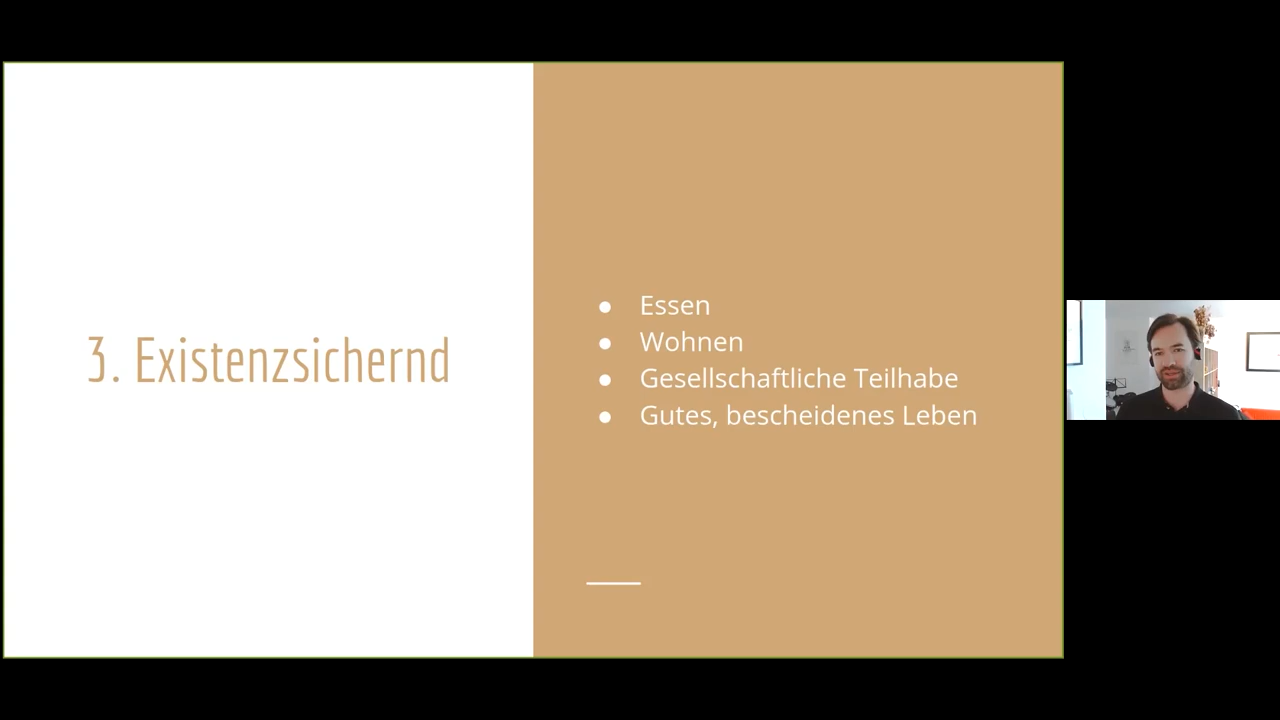 3. Existenzsichernd
● Essen
● Wohnen
● Gesellschaftliche Teilhabe
● Gutes, bescheidenes Leben